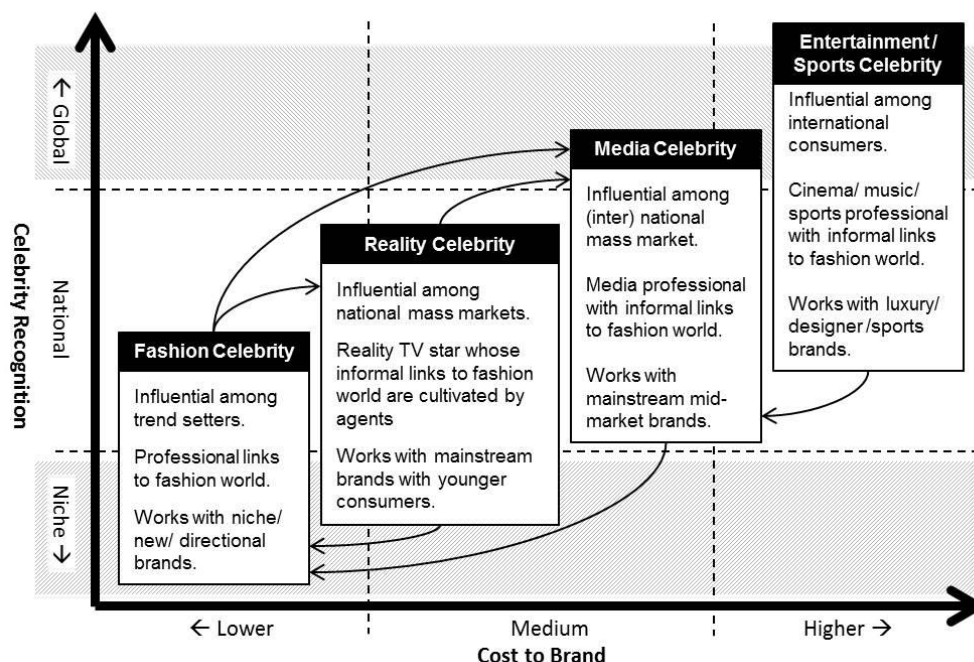 Entertainment/
Sports Celebrity
Influential among
international
consumers.
Cinema/ music/
sports professional
with informal links
to fashion world.
Works with luxury/
designer /sports
brands.
Media Celebrity
Influential among
(inter) national
mass market.
Media professional
with informal links
to fashion world.
Works with
mainstream mid-
market brands.
Reality Celebrity
Influential among
national mass markets.
Reality TV star whose
informal links to fashion
world are cultivated by
agents
Works with mainstream
brands with younger
consumers.
Fashion Celebrity
Influential among
trend setters.
Professional links
to fashion world.
Works with niche/
new/ directional
brands.
Celebrity Recognition
← Global
National
Niche →
← Lower
Medium
Higher →
Cost to Brand